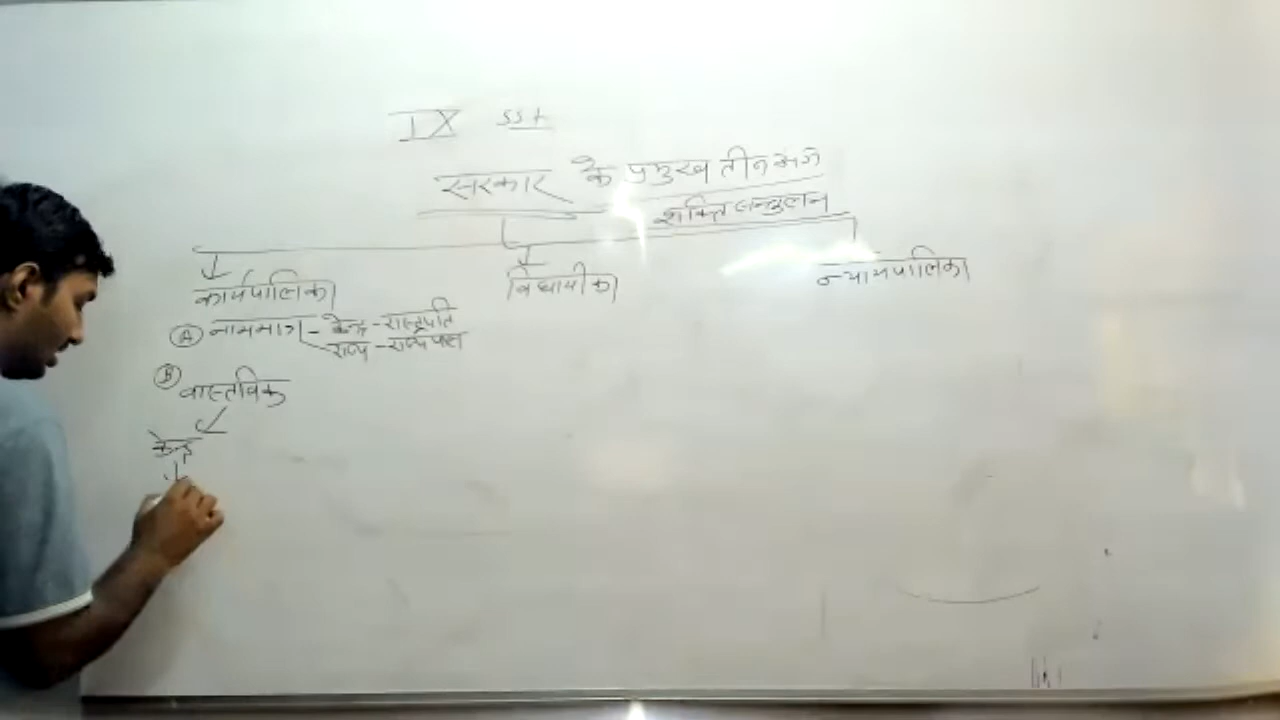 IX SST
सरकार के प्रमुख तीन अंग
शक्ति सन्तुलन
कार्यपालिका विधायीका न्यायपालिका
(A) नाममात्र - केन्द्र - राष्ट्रपति
राज्य - राज्यपाल
(B) वास्तविक
केन्द्र